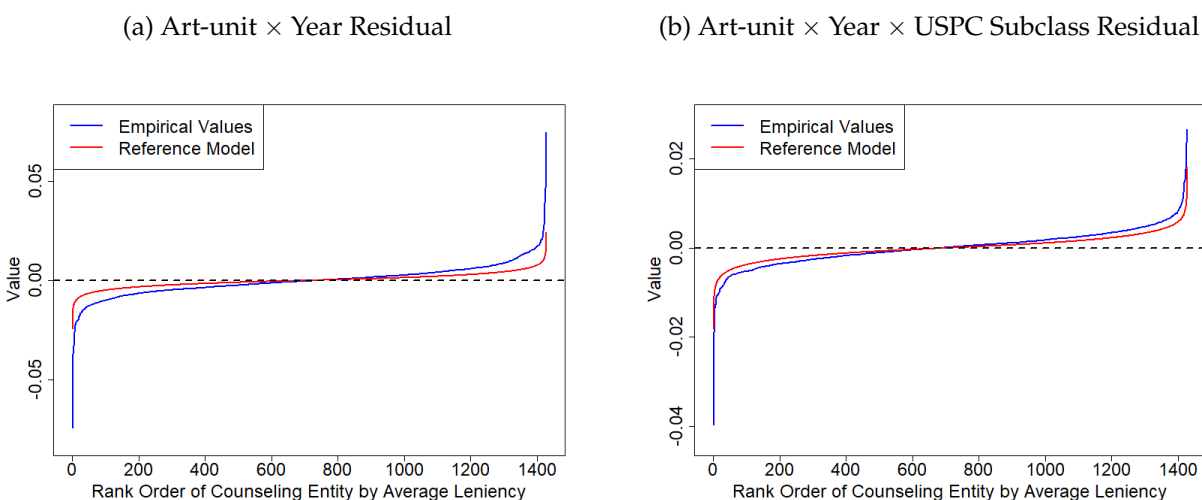 (a) Art-unit × Year Residual
Empirical Values
Reference Model
0.05
0.00
-0.05
Value
0 200 400 600 800 1000 1200 1400
Rank Order of Counseling Entity by Average Leniency
(b) Art-unit × Year × USPC Subclass Residual
Empirical Values
Reference Model
0.02
0.00
-0.02
-0.04
Value
0 200 400 600 800 1000 1200 1400
Rank Order of Counseling Entity by Average Leniency